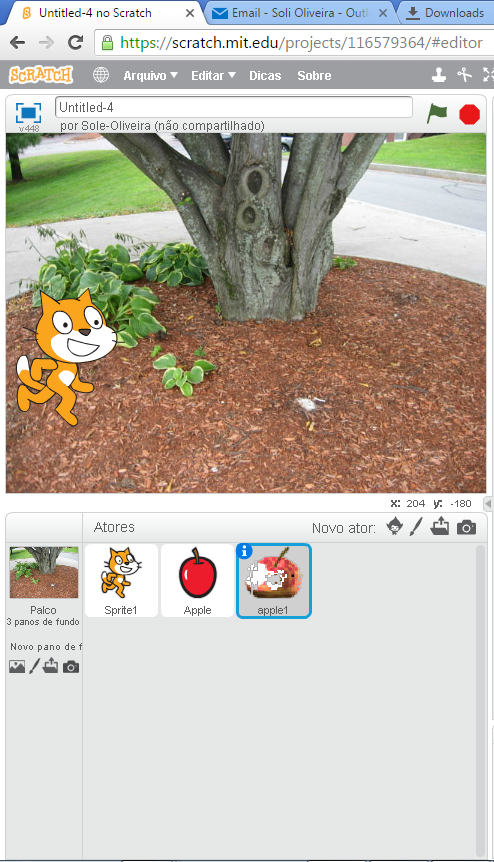 Untitled-4 no Scratch
Email - Soli Oliveira - Outl
Downloads
https://scratch.mit.edu/projects/116579364/#editor
SCRATCH
Arquivo
Editar
Dicas
Sobre
Untitled-4
v448
por Sole-Oliveira (não compartilhado)
x: 204 y: -180
Atores
Novo ator:
Palco
3 panos de fundo
Novo pano de f
Sprite1
Apple
apple1